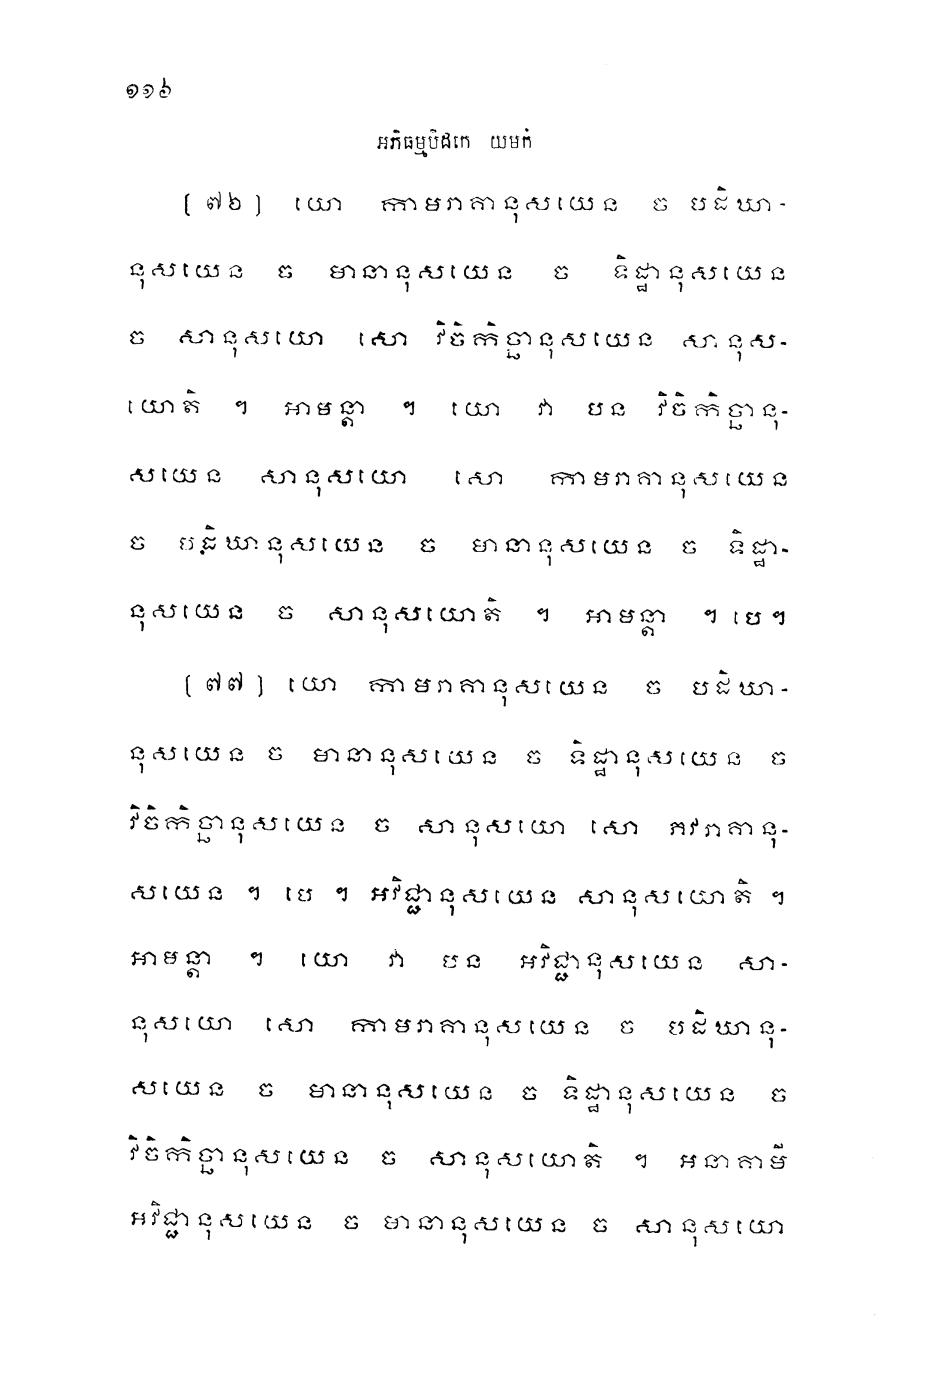 ១១៦
អភិធម្មបិដកេ យមកំ
[៧៦] យោ កាមរាគានុសយេន ច បដិឃា-
នុសយេន ច មានានុសយេន ច ទិដ្ឋានុសយេន
ច សានុសយោ សោ វិចិកិច្ឆានុសយេន សានុស-
យោតិ ។ អាមន្តា ។ យោ វា បន វិចិកិច្ឆានុ-
សយេន សានុសយោ សោ កាមរាគានុសយេន
ច បដិឃានុសយេន ច មានានុសយេន ច ទិដ្ឋា-
នុសយេន ច សានុសយោតិ ។ អាមន្តា ។ បេ។
[៧៧] យោ កាមរាគានុសយេន ច បដិឃា-
នុសយេន ច មានានុសយេន ច ទិដ្ឋានុសយេន ច
វិចិកិច្ឆានុសយេន ច សានុសយោ សោ ភវរាគានុ-
សយេន ។ បេ ។ អវិជ្ជានុសយេន សានុសយោតិ ។
អាមន្តា ។ យោ វា បន អវិជ្ជានុសយេន សា-
នុសយោ សោ កាមរាគានុសយេន ច បដិឃានុ-
សយេន ច មានានុសយេន ច ទិដ្ឋានុសយេន ច
វិចិកិច្ឆានុសយេន ច សានុសយោតិ ។ អនាគាមី
អវិជ្ជានុសយេន ច មានានុសយេន ច សានុសយោ